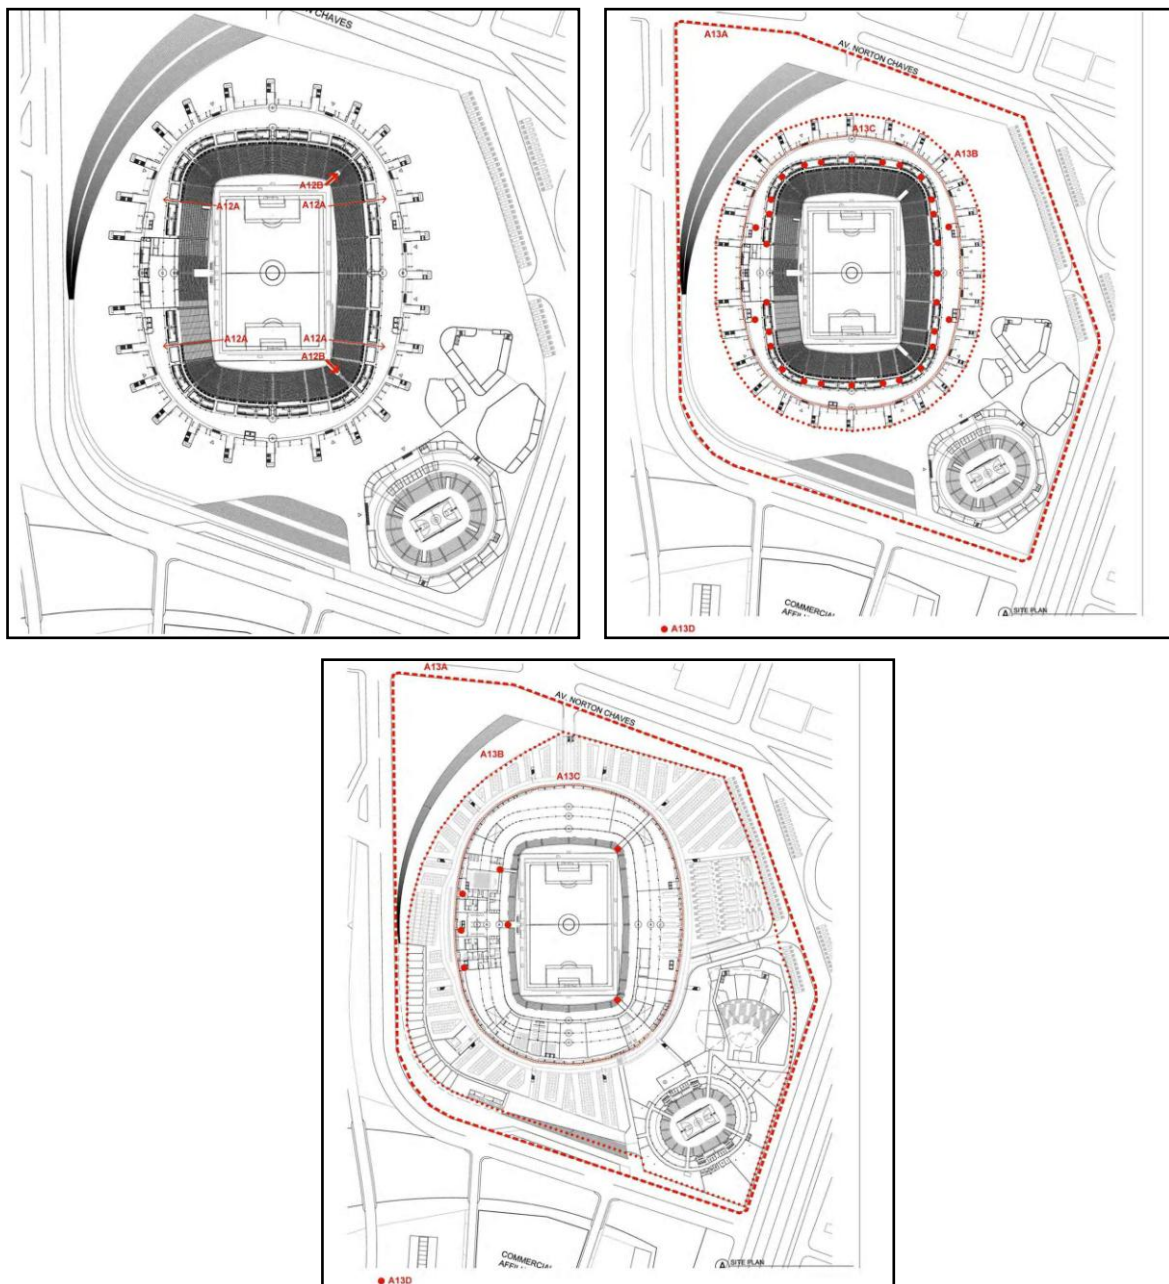 N CHAVES
A12B
A12A
A12A
A12A
A12A
A12B
A13A
AV. NORTON CHAVES
A13C
A13B
COMMERCIAL
A
SITE PLAN
A13D
A13A
AV. NORTON CHAVES
A13B
A13C
COMMERCIAL
A
SITE PLAN
A13D